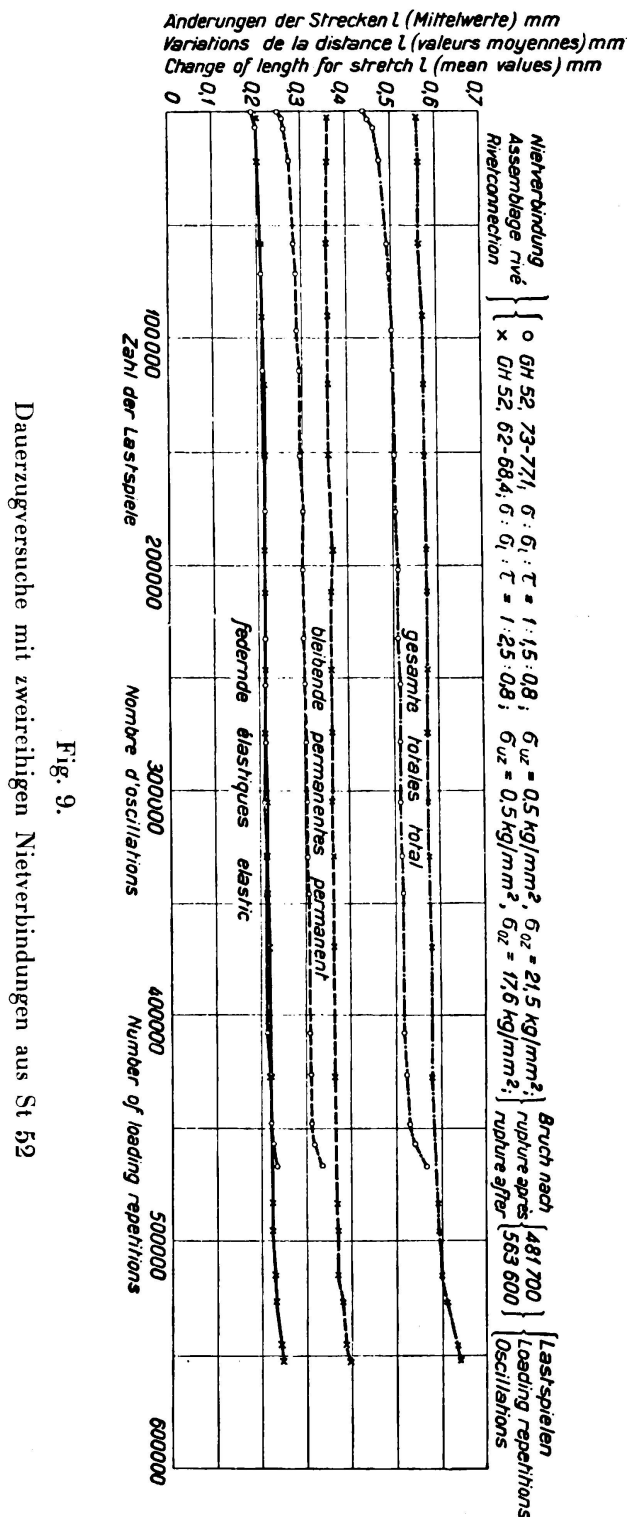 Änderungen der Strecken l (Mittelwerte) mm
Variations de la distance l (valeurs moyennes) mm
Change of length for stretch l (mean values) mm
0,7
0,6
0,5
0,4
0,3
0,2
0,1
0
Nietverbindung
Assemblage rivé
Rivetconnection
o GH 52, 73-77,1, σ : σ₁ : τ = 1 : 1,5 : 0,8 ; σuz = 0,5 kg/mm², σoz = 21,5 kg/mm² ;
× GH 52, 62-68,4; σ : σ₁ : τ = 1 : 2,5 : 0,8 ; σuz = 0,5 kg/mm², σoz = 17,6 kg/mm² ;
Bruch nach
rupture après
rupture after
481 700
563 600
Lastspielen
Loading repetitions
Oscillations
gesamte totales total
bleibende permanentes permanent
federnde élastiques elastic
100000 200000 300000 400000 500000 600000
Zahl der Lastspiele Nombre d'oscillations Number of loading repetitions
Fig. 9.
Dauerzugversuche mit zweireihigen Nietverbindungen aus St 52